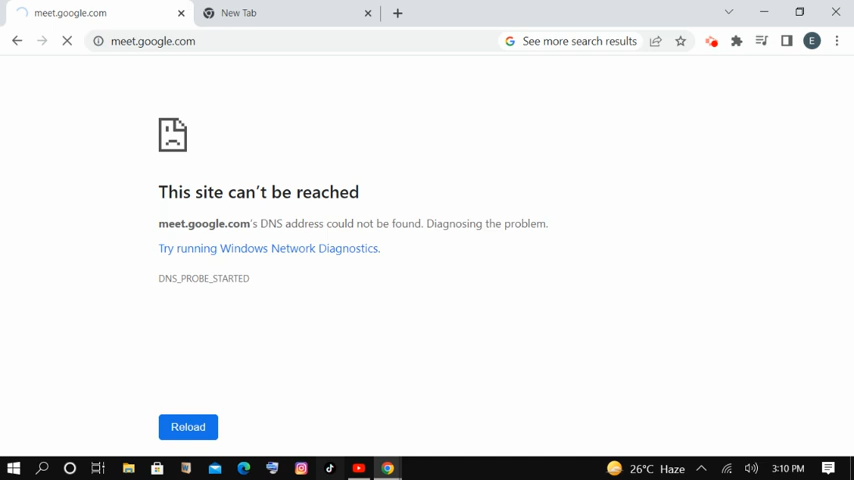 meet.google.com
New Tab
meet.google.com
See more search results
E
This site can't be reached
meet.google.com's DNS address could not be found. Diagnosing the problem.
Try running Windows Network Diagnostics.
DNS_PROBE_STARTED
Reload
26°C Haze
3:10 PM